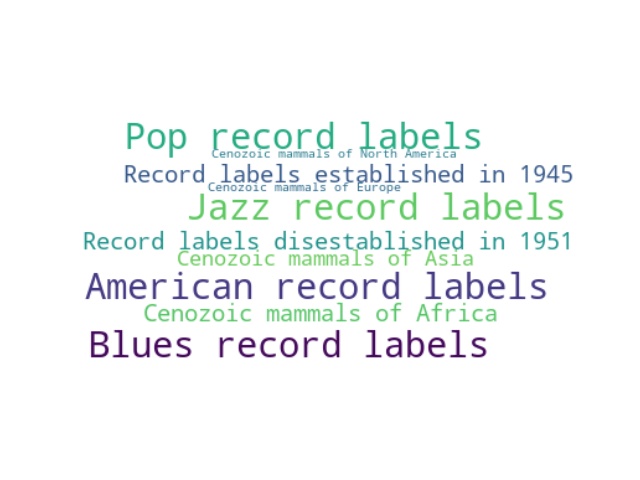 Pop record labels
Cenozoic mammals of North America
Record labels established in 1945
Cenozoic mammals of Europe
Jazz record labels
Record labels disestablished in 1951
Cenozoic mammals of Asia
American record labels
Cenozoic mammals of Africa
Blues record labels